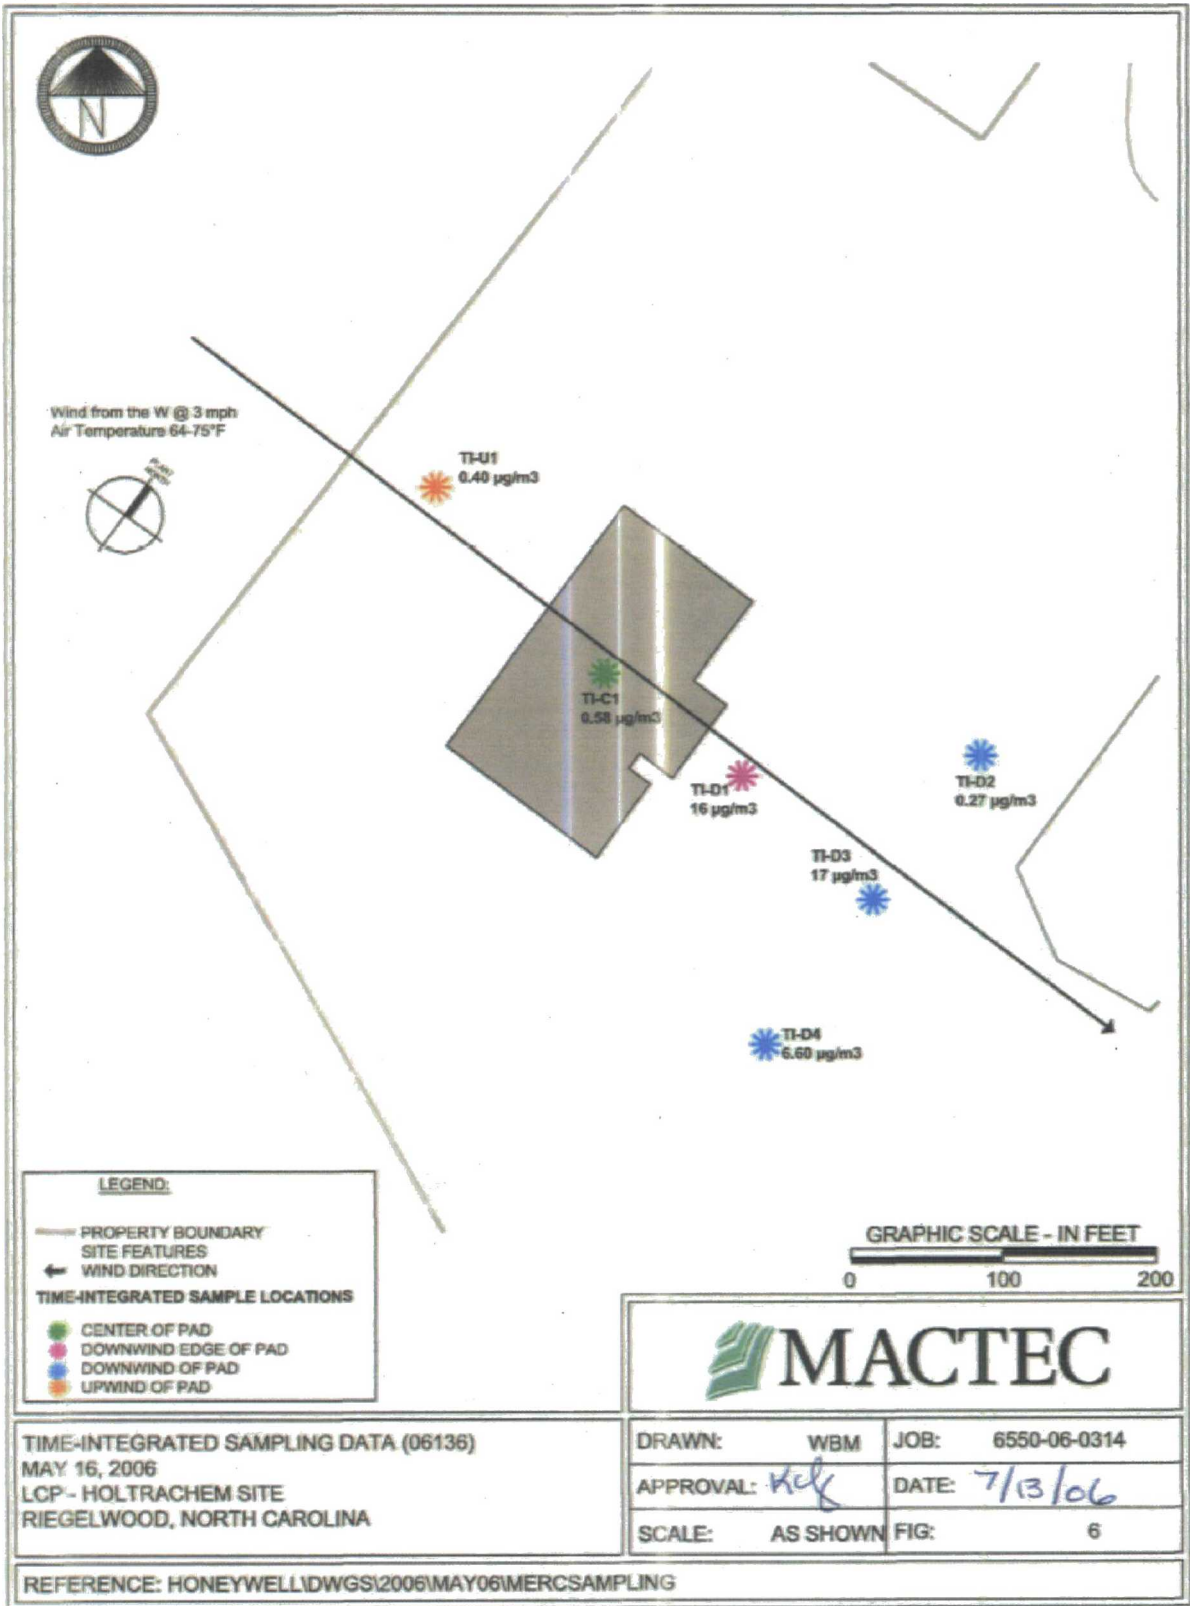 N
Wind from the W @ 3 mph
Air Temperature 64-75°F
PLANT
NORTH
TI-U1
0.40 µg/m3
TI-C1
0.58 µg/m3
TI-D1
16 µg/m3
TI-D2
0.27 µg/m3
TI-D3
17 µg/m3
TI-D4
6.60 µg/m3
LEGEND:
PROPERTY BOUNDARY
SITE FEATURES
WIND DIRECTION
TIME-INTEGRATED SAMPLE LOCATIONS
CENTER OF PAD
DOWNWIND EDGE OF PAD
DOWNWIND OF PAD
UPWIND OF PAD
GRAPHIC SCALE - IN FEET
0 100 200
MACTEC
TIME-INTEGRATED SAMPLING DATA (06136)
MAY 16, 2006
LCP - HOLTRACHEM SITE
RIEGELWOOD, NORTH CAROLINA
DRAWN: WBM JOB: 6550-06-0314
APPROVAL: DATE: 7/13/06
SCALE: AS SHOWN FIG: 6
REFERENCE: HONEYWELL\DWGS\2006\MAY06\MERCSAMPLING